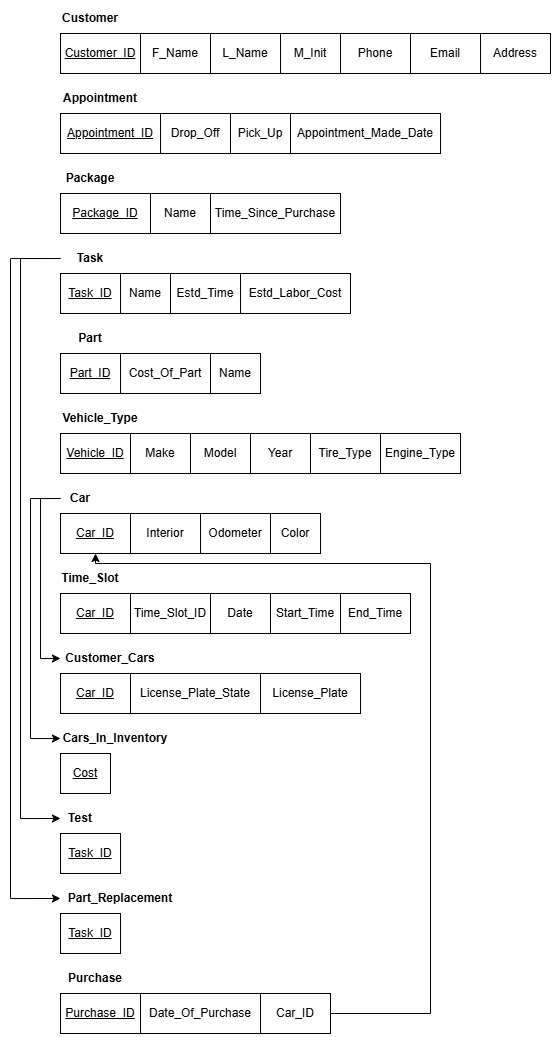 Customer
Customer_ID F_Name L_Name M_Init Phone Email Address
Appointment
Appointment_ID Drop_Off Pick_Up Appointment_Made_Date
Package
Package_ID Name Time_Since_Purchase
Task
Task_ID Name Estd_Time Estd_Labor_Cost
Part
Part_ID Cost_Of_Part Name
Vehicle_Type
Vehicle_ID Make Model Year Tire_Type Engine_Type
Car
Car_ID Interior Odometer Color
Time_Slot
Car_ID Time_Slot_ID Date Start_Time End_Time
Customer_Cars
Car_ID License_Plate_State License_Plate
Cars_In_Inventory
Cost
Test
Task_ID
Part_Replacement
Task_ID
Purchase
Purchase_ID Date_Of_Purchase Car_ID